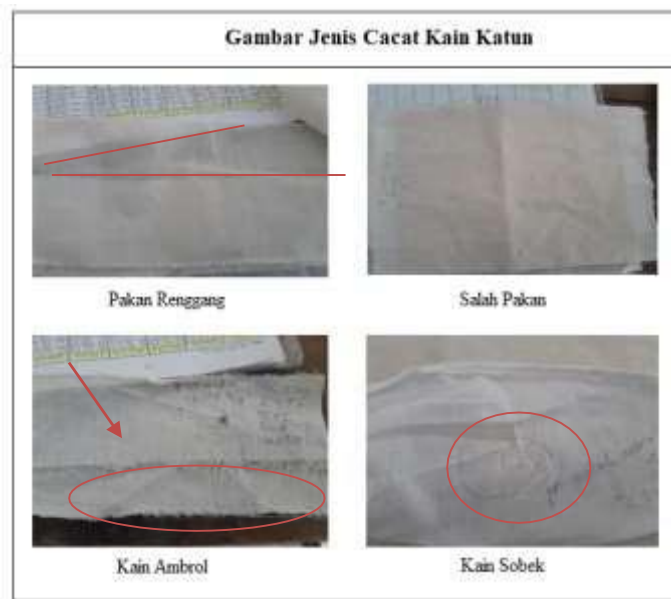 Gambar Jenis Cacat Kain Katun
Pakan Renggang
Salah Pakan
Kain Ambrol
Kain Sobek